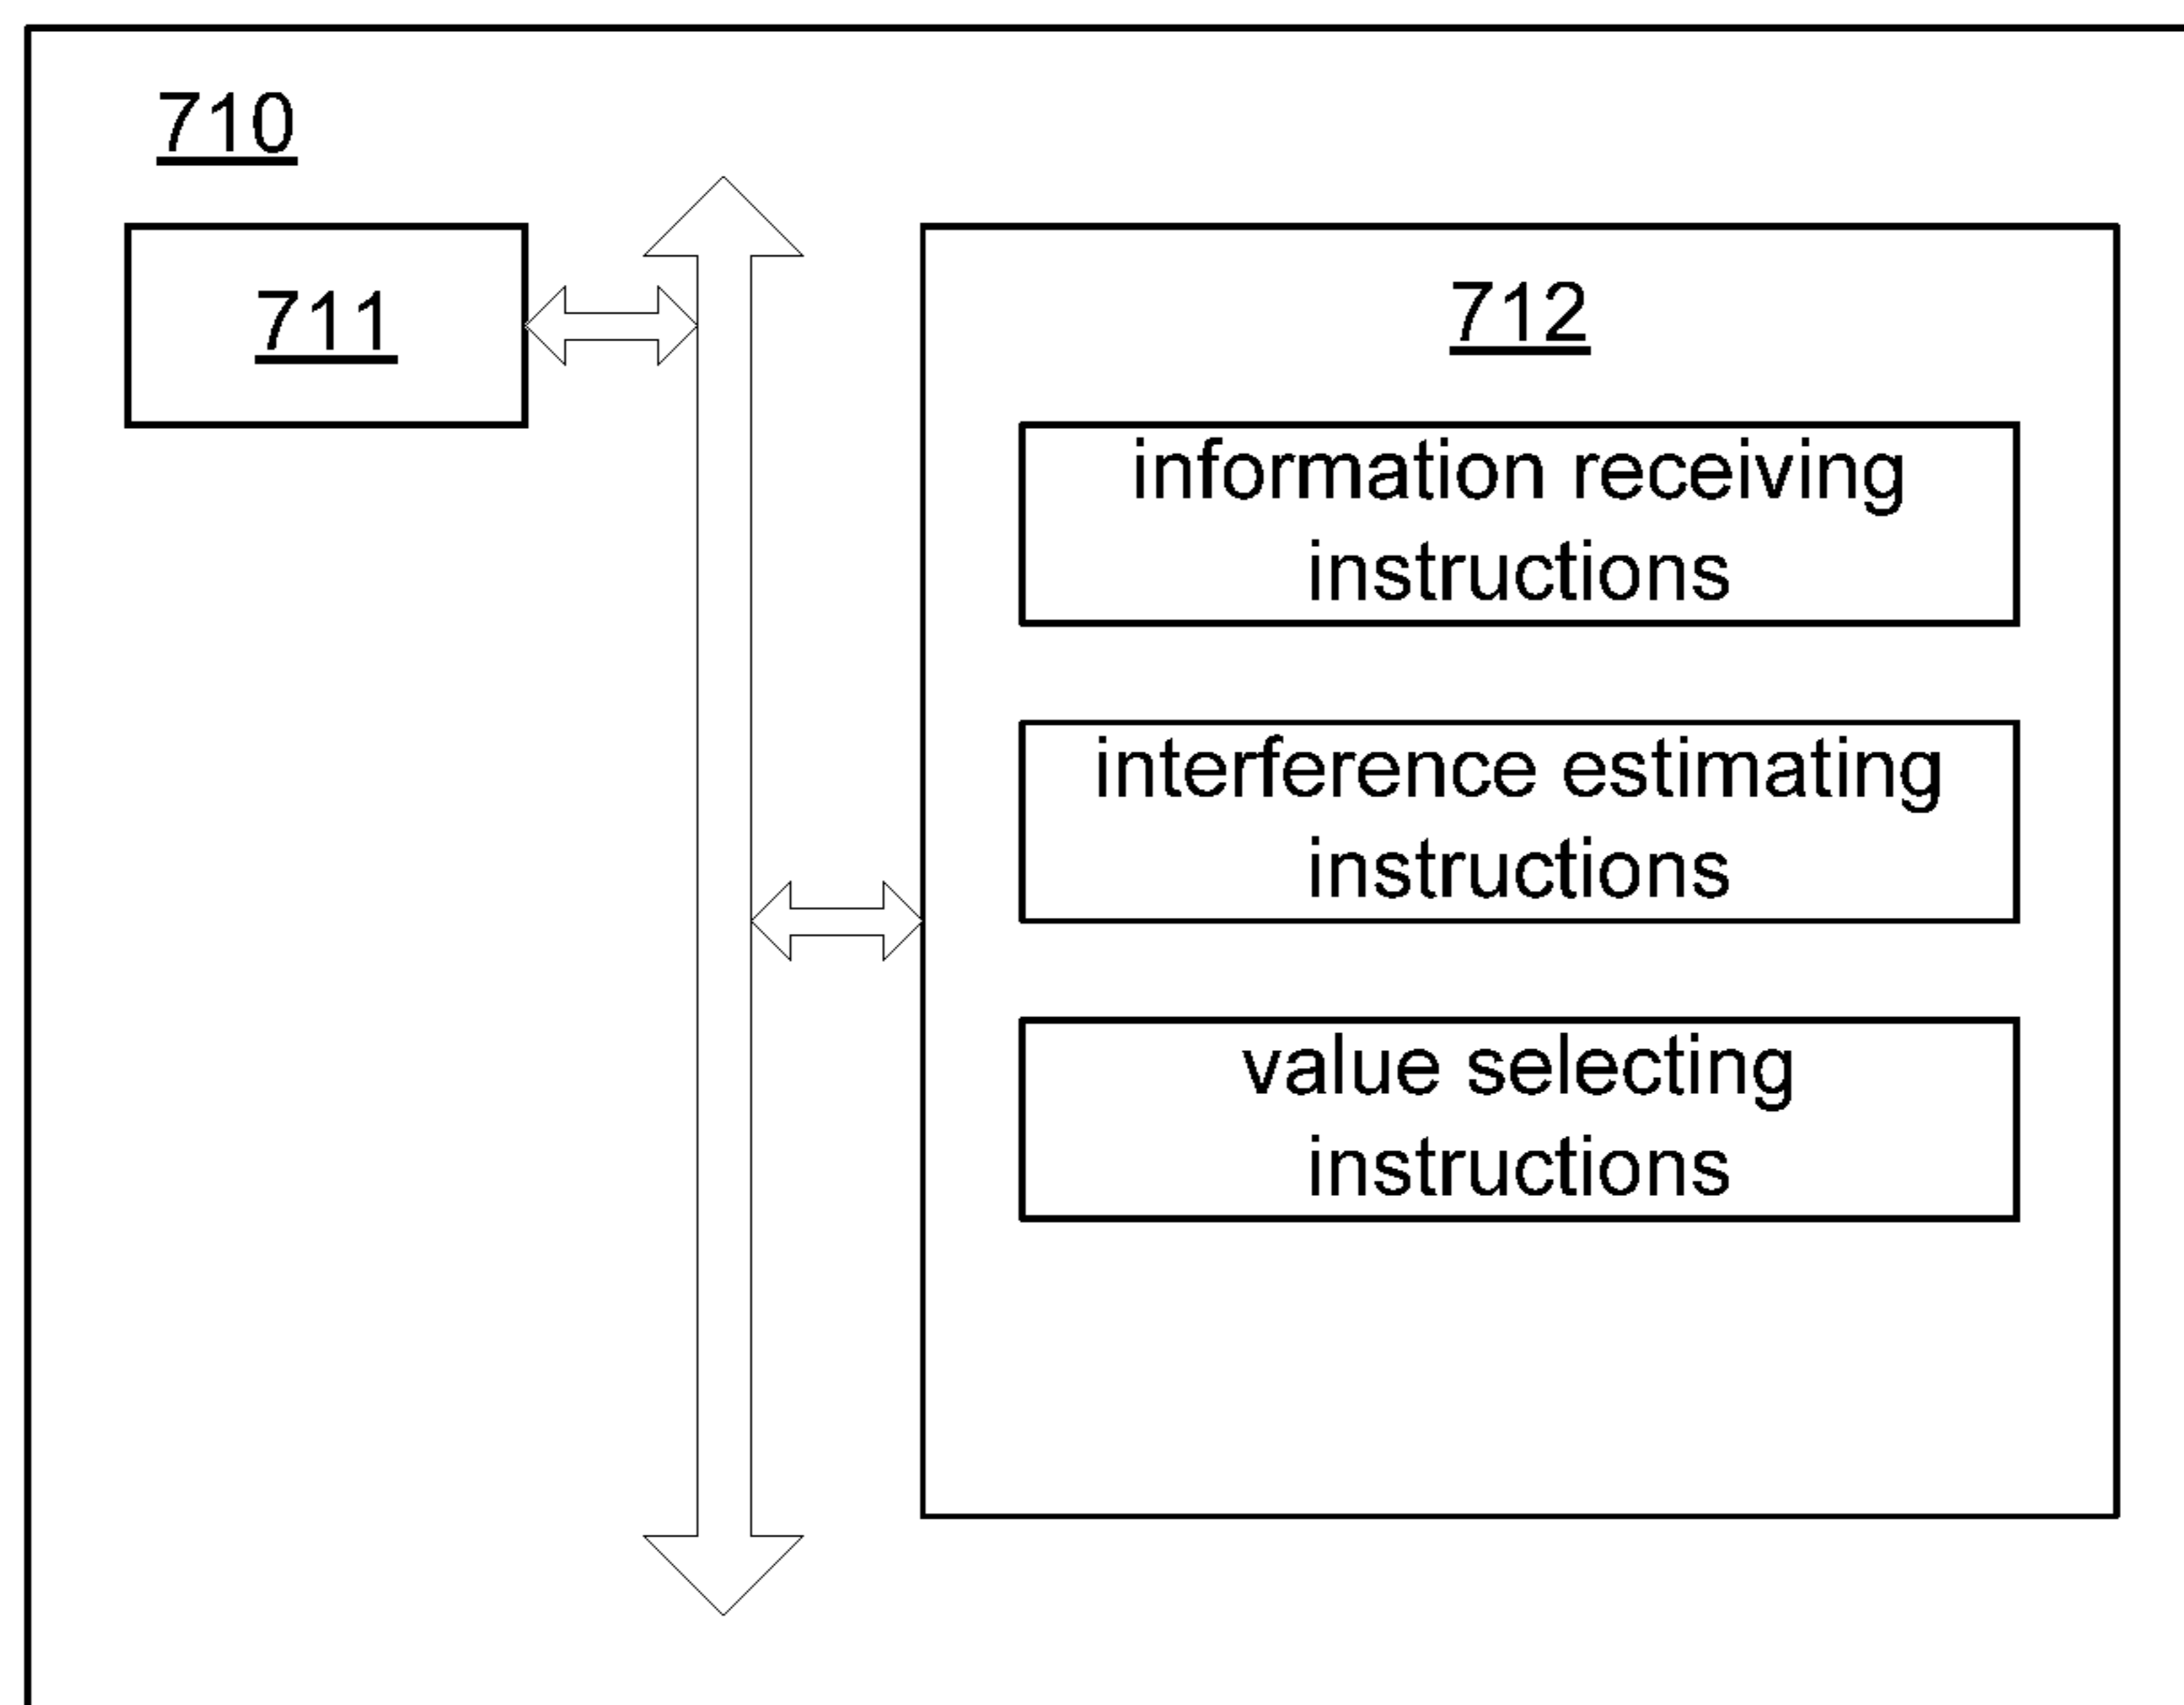 710
711
712
information receiving
instructions
interference estimating
instructions
value selecting
instructions